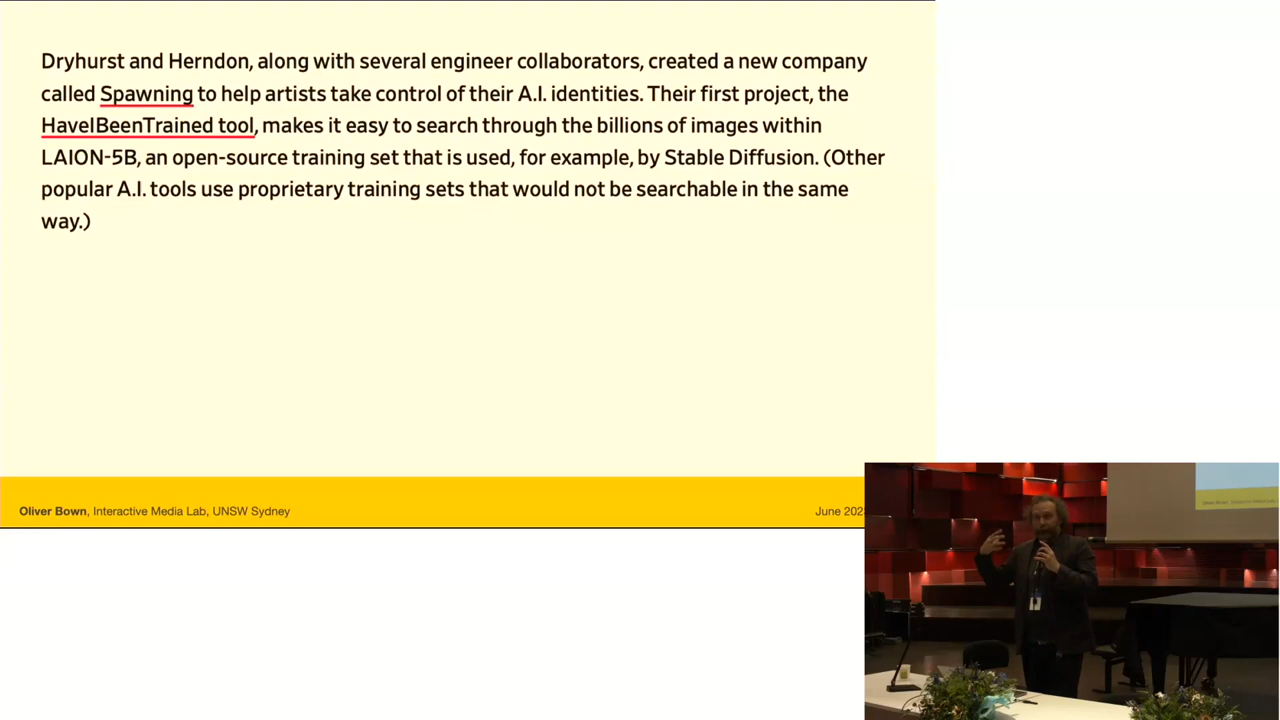 Dryhurst and Herndon, along with several engineer collaborators, created a new company
called Spawning to help artists take control of their A.I. identities. Their first project, the
HaveIBeenTrained tool, makes it easy to search through the billions of images within
LAION-5B, an open-source training set that is used, for example, by Stable Diffusion. (Other
popular A.I. tools use proprietary training sets that would not be searchable in the same
way.)
Oliver Bown, Interactive Media Lab, UNSW Sydney
June 202